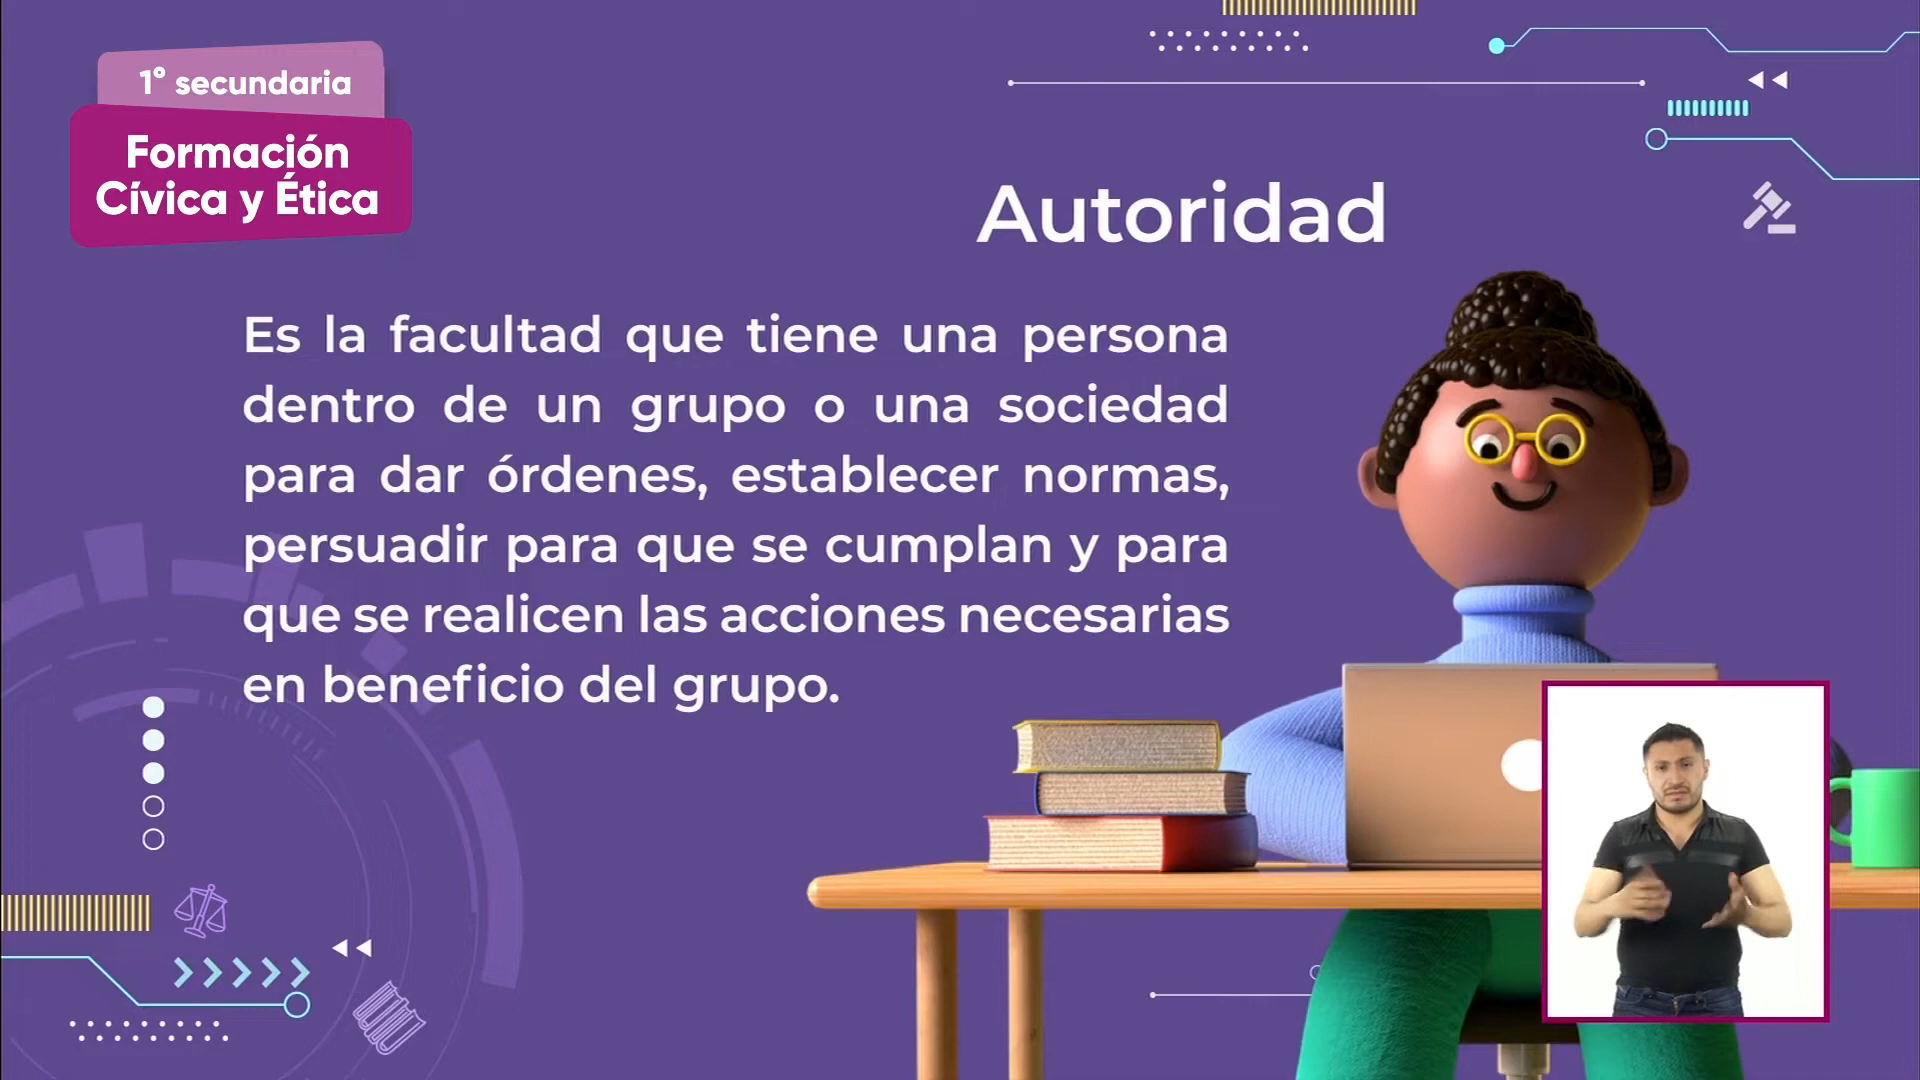 1° secundaria
Formación
Cívica y Ética
Autoridad
Es la facultad que tiene una persona
dentro de un grupo o una sociedad
para dar órdenes, establecer normas,
persuadir para que se cumplan y para
que se realicen las acciones necesarias
en beneficio del grupo.